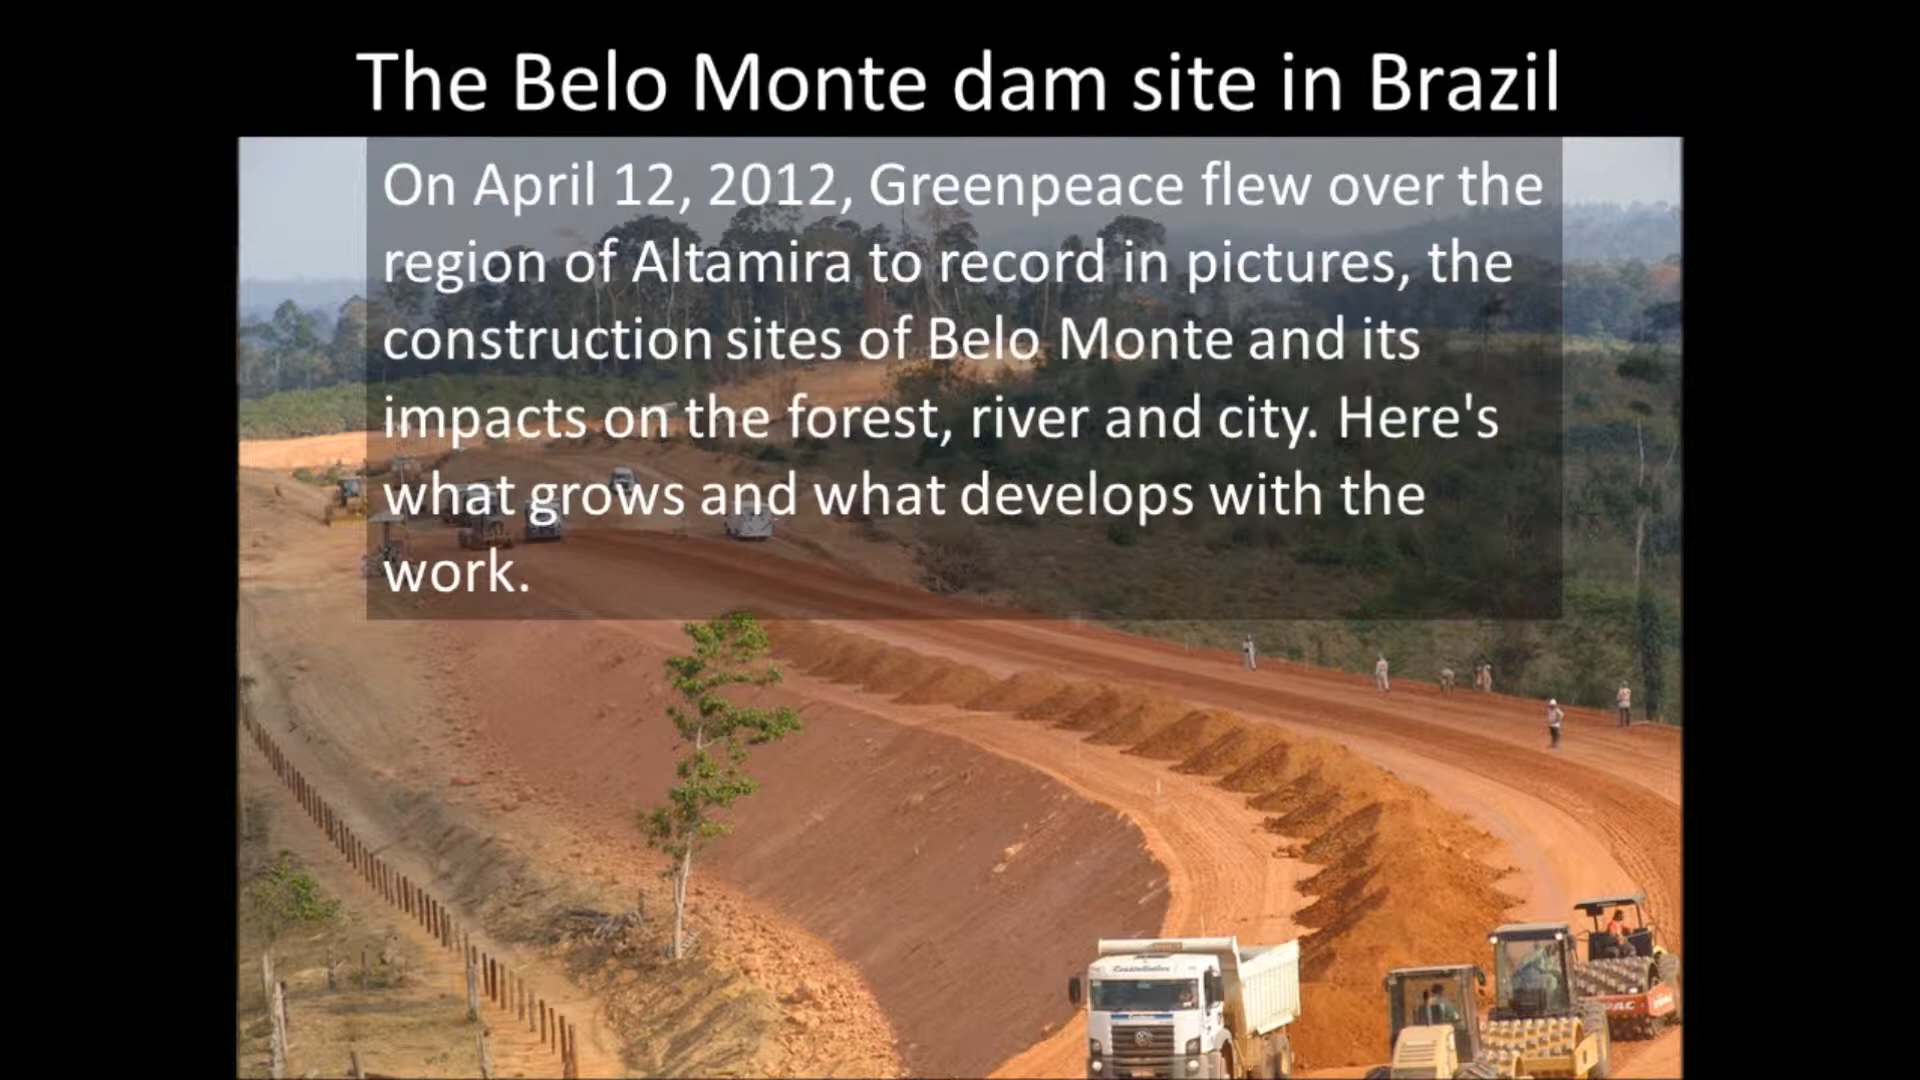 The Belo Monte dam site in Brazil
On April 12, 2012, Greenpeace flew over the
region of Altamira to record in pictures, the
construction sites of Belo Monte and its
impacts on the forest, river and city. Here's
what grows and what develops with the
work.
Constellation